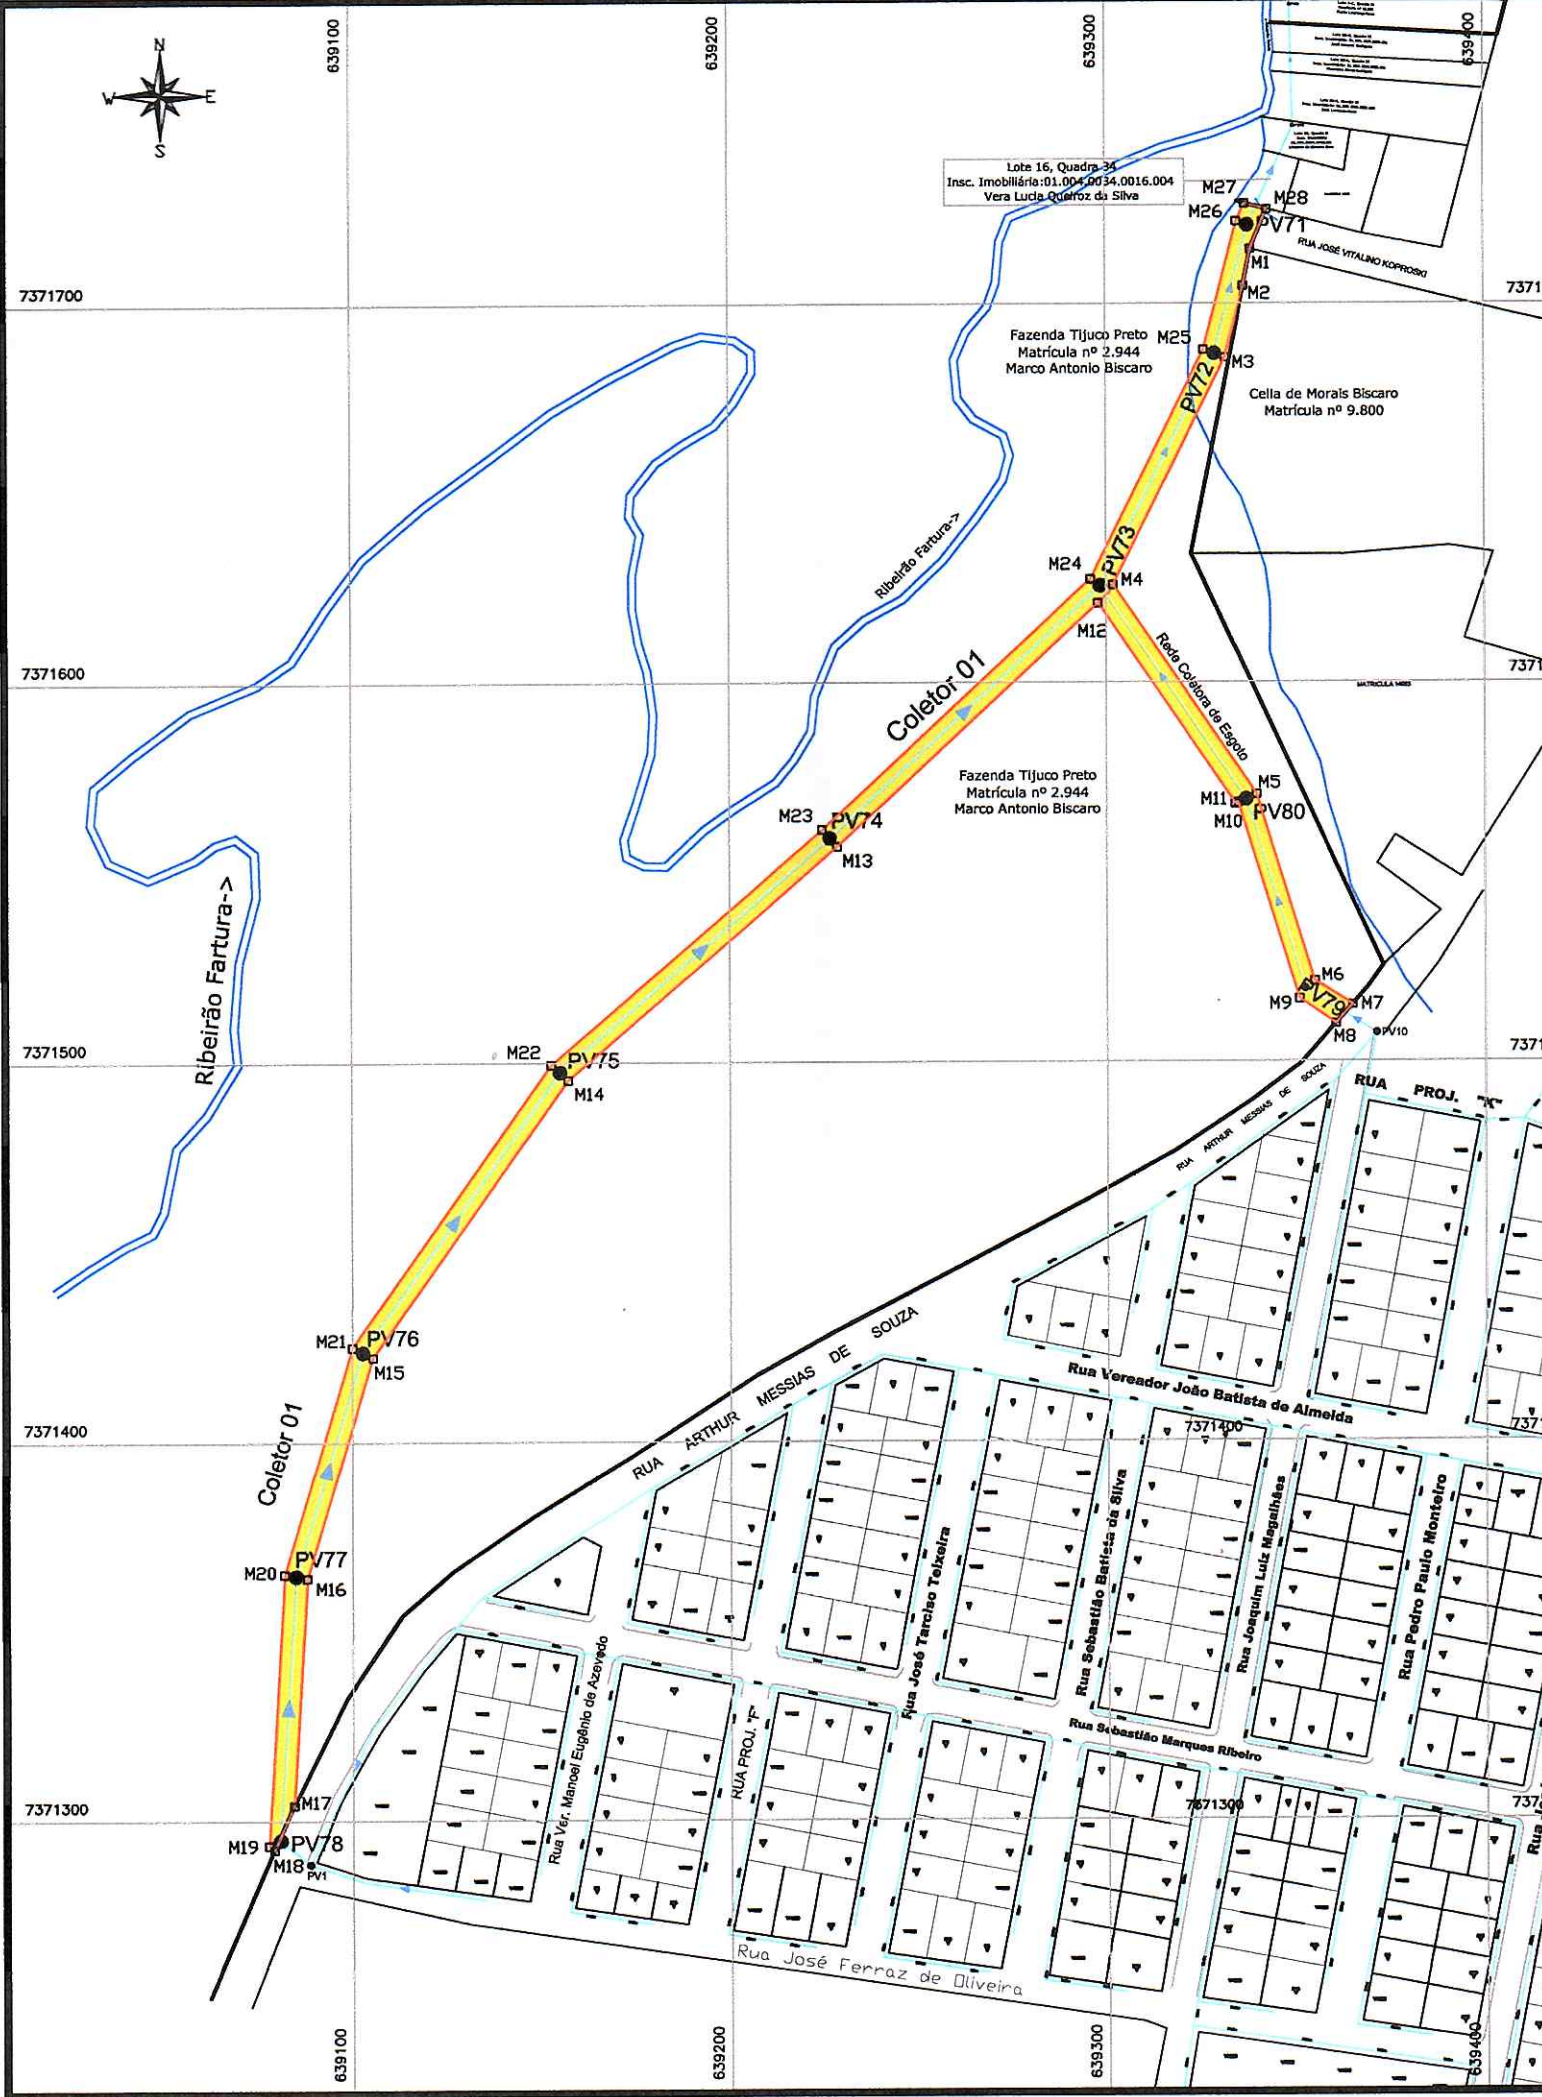 639100
639200
639300
639400
N
W
E
S
Lote 16, Quadra 34
Insc. Imobiliária:01.004.0034.0016.004
Vera Lucia Queiroz da Silva
M27
M28
M26
PV71
RUA JOSÉ VITALINO KOPROSKI
M1
M2
7371700
7371
Fazenda Tijuco Preto
Matrícula nº 2.944
Marco Antonio Biscaro
M25
M3
PV72
Celia de Morais Biscaro
Matrícula nº 9.800
Ribeirão Fartura->
M24
PV73
M4
M12
Rede Coletora de Esgoto
7371600
7371
Coletor 01
Fazenda Tijuco Preto
Matrícula nº 2.944
Marco Antonio Biscaro
M5
M11
M10
PV80
M23
PV74
M13
Ribeirão Fartura->
M6
M9
PV79
M7
M8
PV10
7371500
7371
M22
PV75
M14
RUA PROJ. "K"
RUA ARTHUR MESSIAS DE SOUZA
M21
PV76
M15
RUA ARTHUR MESSIAS DE SOUZA
Rua Vereador João Batista de Almeida
7371400
7371400
7371
Coletor 01
M20
PV77
M16
Rua José Tarciso Teixeira
Rua Sebastião Batista da Silva
Rua Joaquim Luiz Magalhães
Rua Pedro Paulo Monteiro
Rua Ver. Manoel Eugênio de Azevedo
RUA PROJ. "F"
Rua Sebastião Marques Ribeiro
7371300
M17
7371300
737
M19
PV78
M18
PV1
Rua José Ferraz de Oliveira
639100
639200
639300
639400